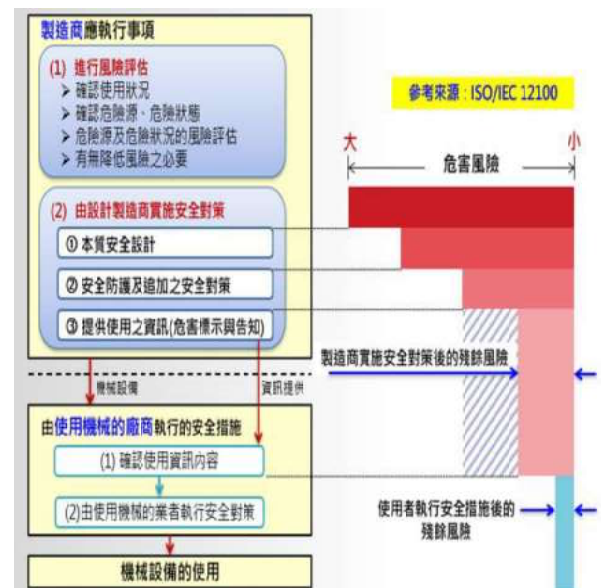 製造商應執行事項
(1) 進行風險評估
➤ 確認使用狀況
➤ 確認危險源、危險狀態
➤ 危險源及危險狀況的風險評估
➤ 有無降低風險之必要
(2) 由設計製造商實施安全對策
① 本質安全設計
② 安全防護及追加之安全對策
③ 提供使用之資訊(危害標示與告知)
機械設備
資訊提供
由使用機械的廠商執行的安全措施
(1) 確認使用資訊內容
(2)由使用機械的業者執行安全對策
機械設備的使用
參考來源：ISO/IEC 12100
大
小
危害風險
製造商實施安全對策後的殘餘風險
使用者執行安全措施後的
殘餘風險